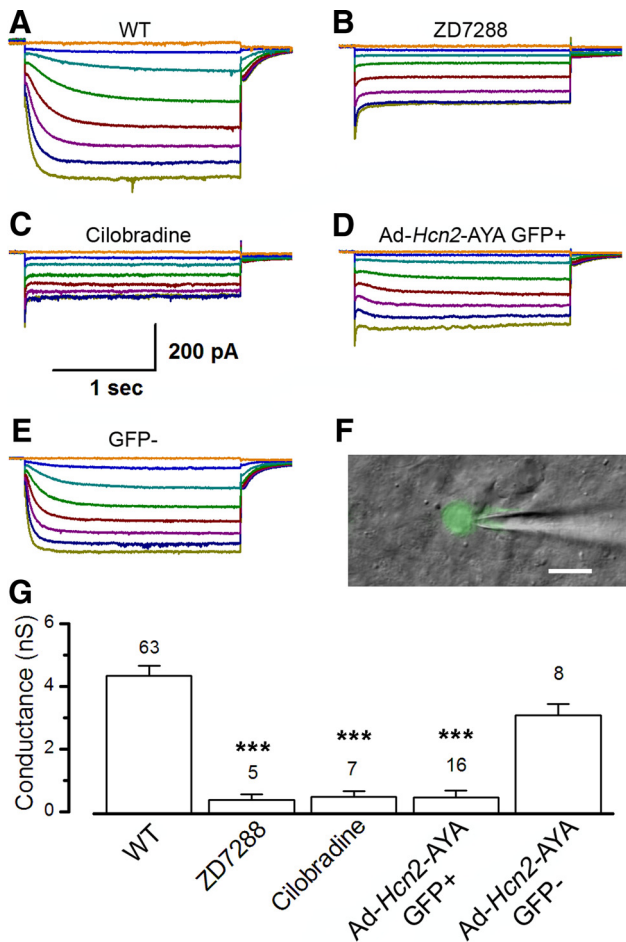 A
WT
B
ZD7288
C
Cilobradine
D
Ad-Hcn2-AYA GFP+
200 pA
1 sec
E
GFP-
F
G
Conductance (nS)
6
4
2
0
63
***
5
***
7
***
16
8
WT
ZD7288
Cilobradine
Ad-Hcn2-AYA
GFP+
Ad-Hcn2-AYA
GFP-